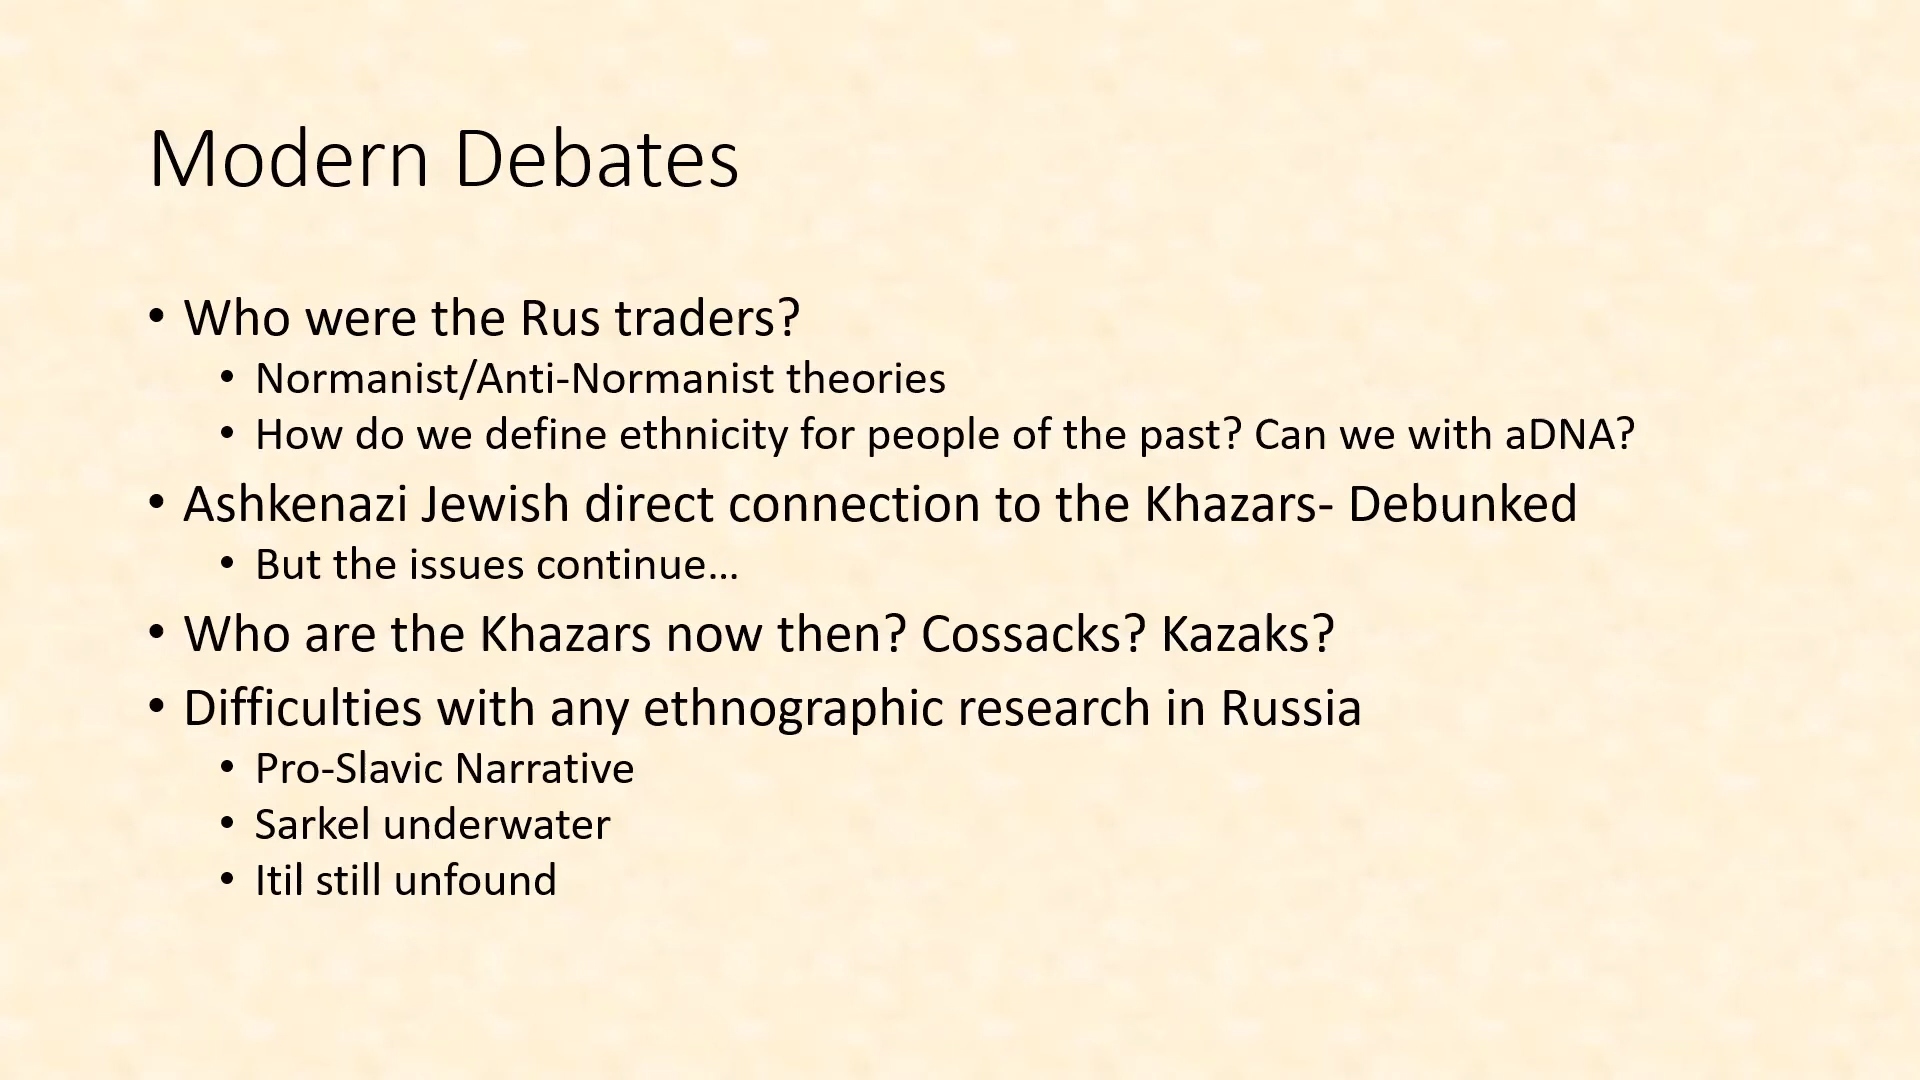 Modern Debates
• Who were the Rus traders?
• Normanist/Anti-Normanist theories
• How do we define ethnicity for people of the past? Can we with aDNA?
• Ashkenazi Jewish direct connection to the Khazars- Debunked
• But the issues continue…
• Who are the Khazars now then? Cossacks? Kazaks?
• Difficulties with any ethnographic research in Russia
• Pro-Slavic Narrative
• Sarkel underwater
• Itil still unfound